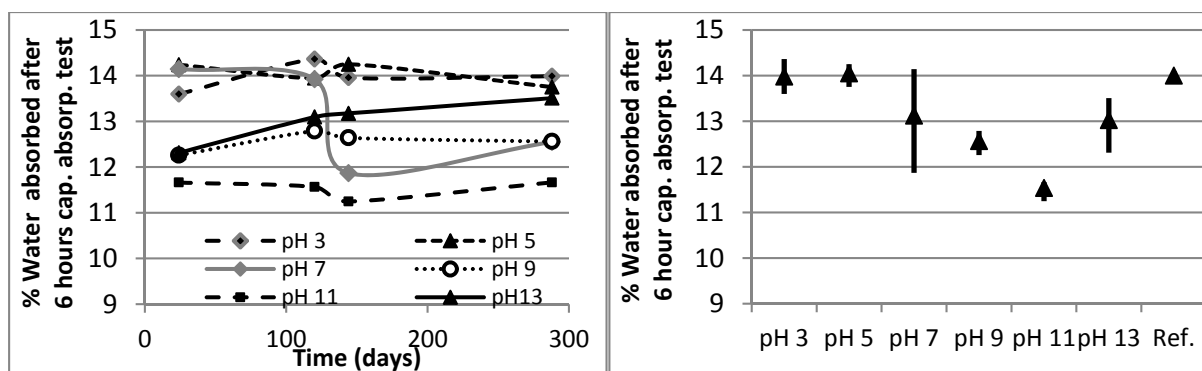 % Water absorbed after
6 hours cap. absorp. test
15
14
13
12
11
10
9
pH 3
pH 5
pH 7
pH 9
pH 11
pH13
0
100
200
300
Time (days)
% Water absorbed after
6 hour cap. absorp. test
15
14
13
12
11
10
9
pH 3 pH 5 pH 7 pH 9 pH 11 pH 13 Ref.